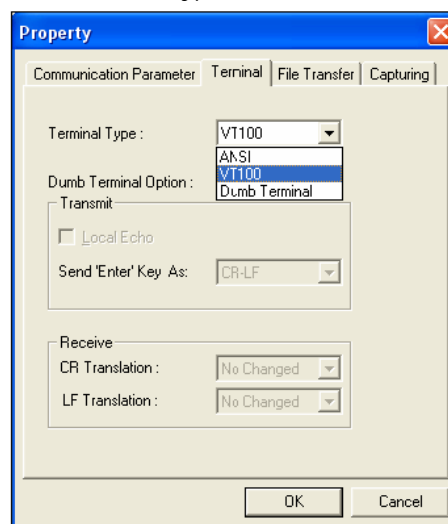 Property
Communication Parameter Terminal File Transfer Capturing
Terminal Type : VT100
ANSI
VT100
Dumb Terminal
Dumb Terminal Option :
Transmit
Local Echo
Send 'Enter' Key As: CR-LF
Receive
CR Translation : No Changed
LF Translation : No Changed
OK Cancel